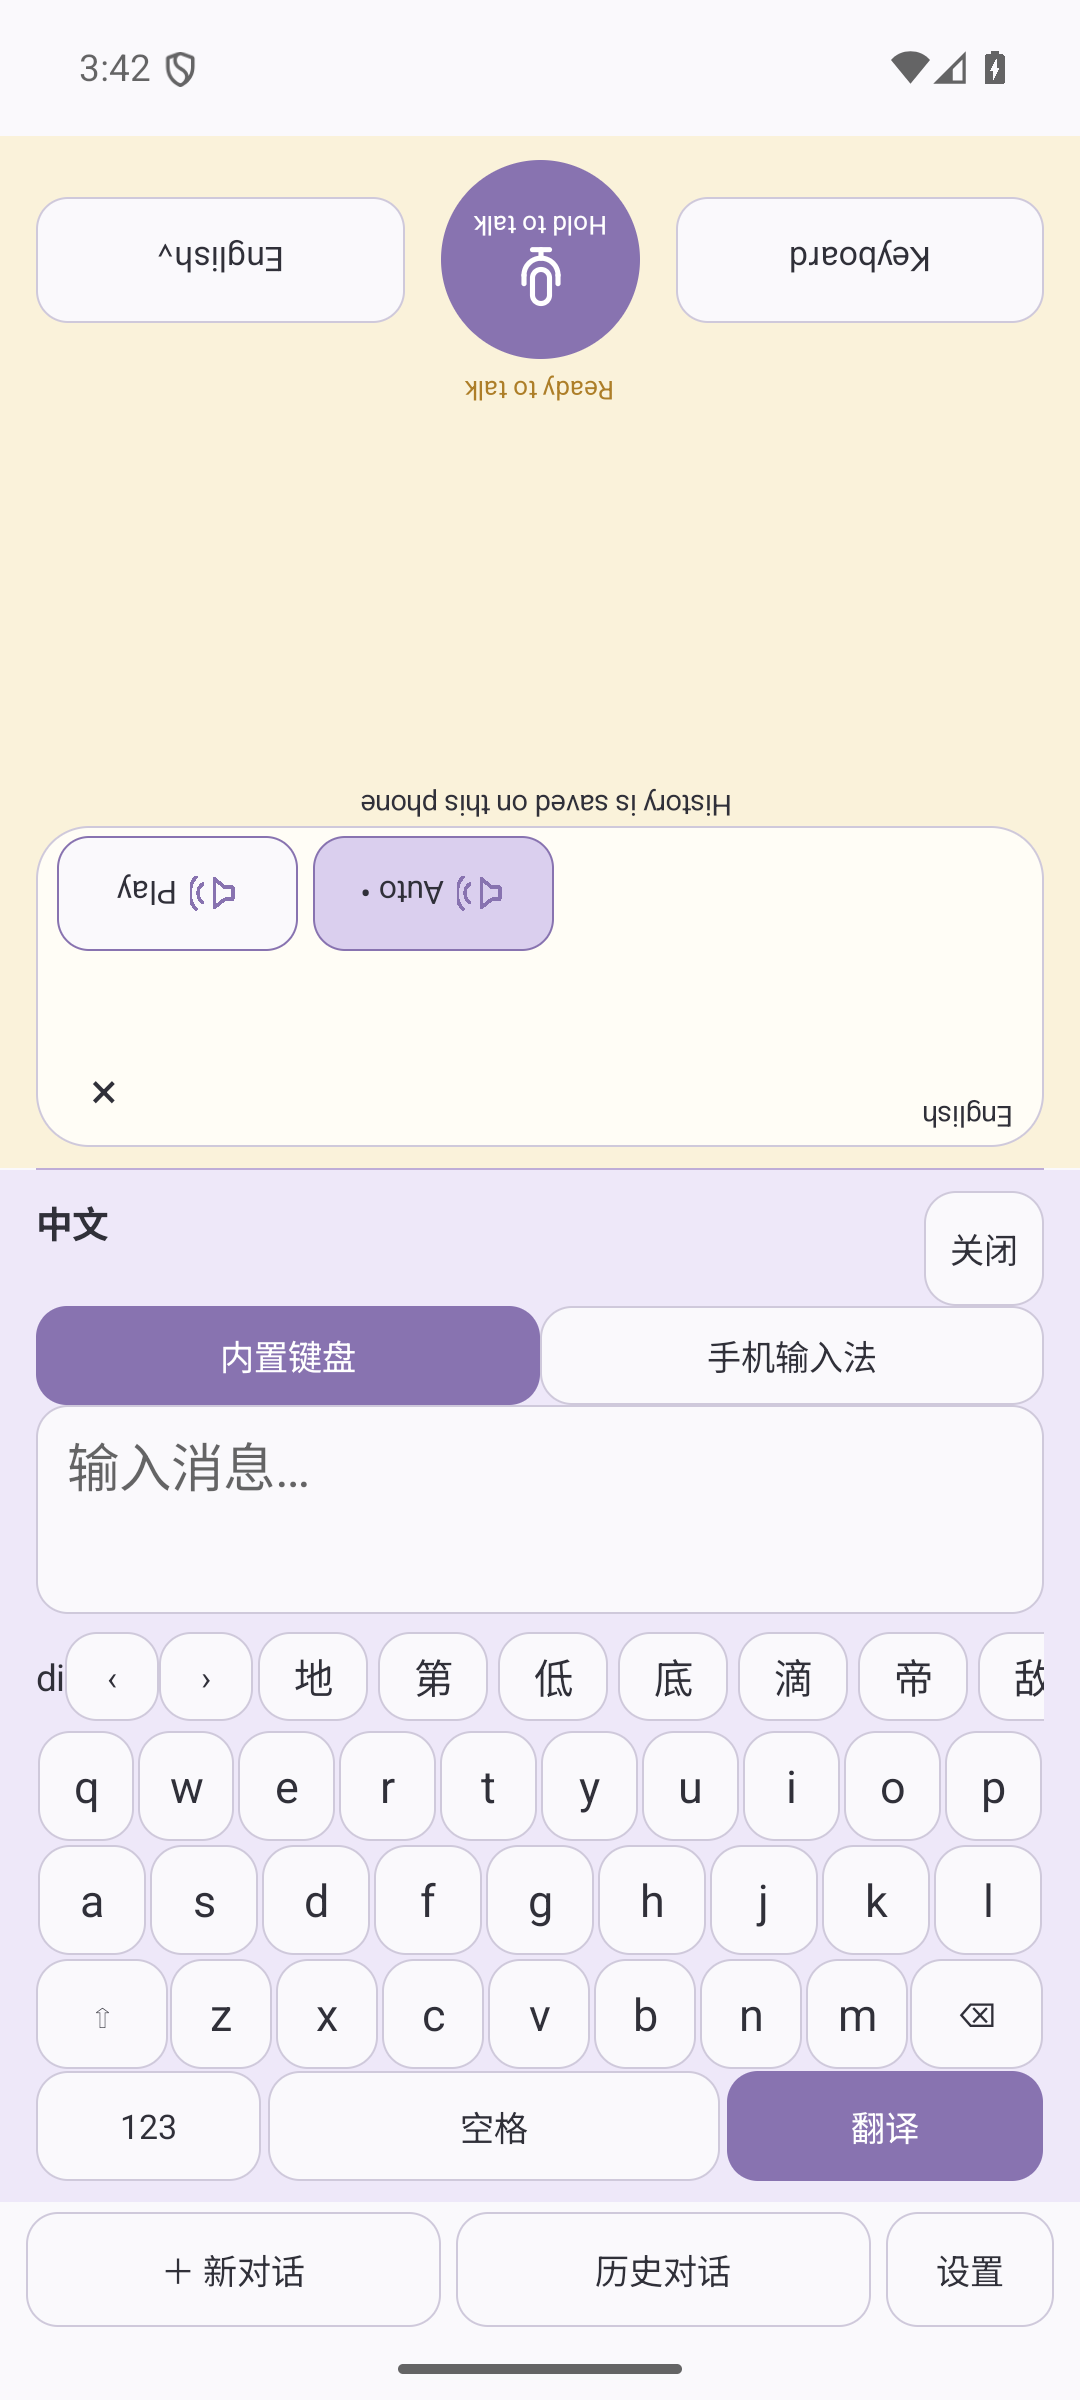 3:42
English^
Hold to talk
Keyboard
Ready to talk
History is saved on this phone
Play
Auto •
×
English
中文
关闭
内置键盘
手机输入法
输入消息...
di ‹ › 地 第 低 底 滴 帝 敌
q w e r t y u i o p
a s d f g h j k l
⇧ z x c v b n m ⌫
123 空格 翻译
＋ 新对话
历史对话
设置